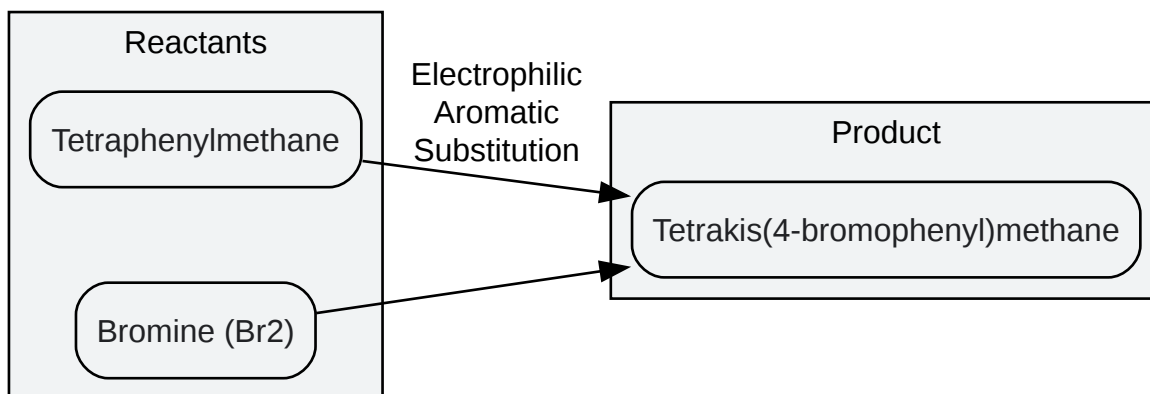 Reactants
Tetraphenylmethane
Bromine (Br2)
Electrophilic
Aromatic
Substitution
Product
Tetrakis(4-bromophenyl)methane